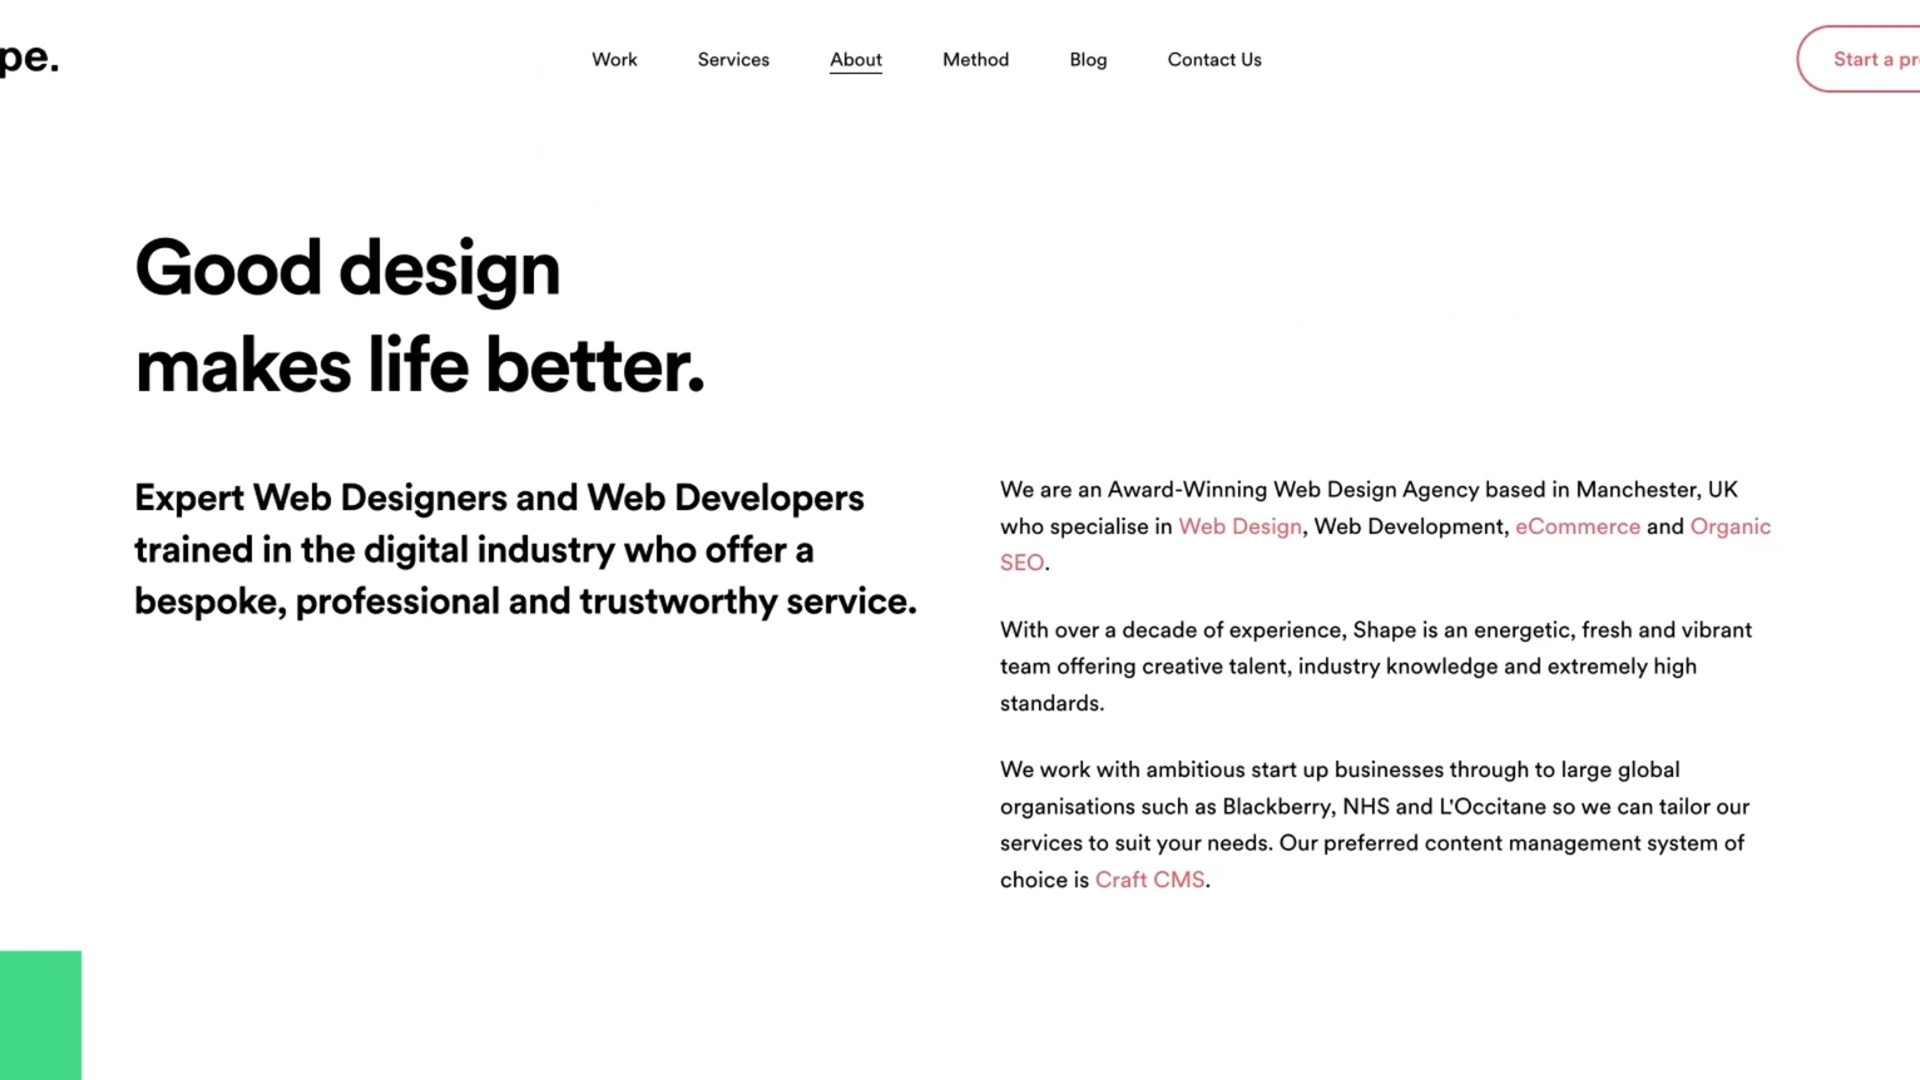 pe.
Work
Services
About
Method
Blog
Contact Us
Start a pr
Good design
makes life better.
Expert Web Designers and Web Developers
trained in the digital industry who offer a
bespoke, professional and trustworthy service.
We are an Award-Winning Web Design Agency based in Manchester, UK
who specialise in Web Design, Web Development, eCommerce and Organic
SEO.
With over a decade of experience, Shape is an energetic, fresh and vibrant
team offering creative talent, industry knowledge and extremely high
standards.
We work with ambitious start up businesses through to large global
organisations such as Blackberry, NHS and L'Occitane so we can tailor our
services to suit your needs. Our preferred content management system of
choice is Craft CMS.